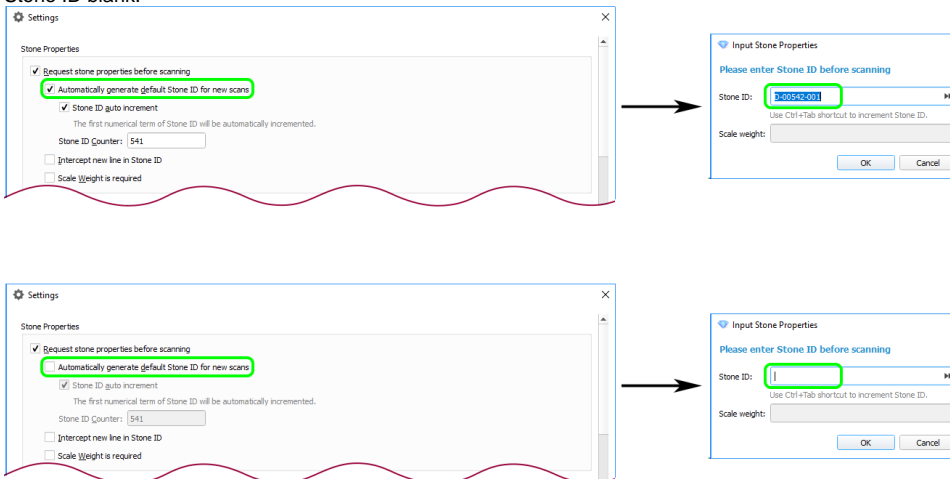 Stone ID blank.
Settings
Stone Properties
Request stone properties before scanning
Automatically generate default Stone ID for new scans
Stone ID auto increment
The first numerical term of Stone ID will be automatically incremented.
Stone ID Counter: 541
Intercept new line in Stone ID
Scale Weight is required
Input Stone Properties
Please enter Stone ID before scanning
Stone ID: D-00542-001
Use Ctrl+Tab shortcut to increment Stone ID.
Scale weight:
OK Cancel
Settings
Stone Properties
Request stone properties before scanning
Automatically generate default Stone ID for new scans
Stone ID auto increment
The first numerical term of Stone ID will be automatically incremented.
Stone ID Counter: 541
Intercept new line in Stone ID
Scale Weight is required
Input Stone Properties
Please enter Stone ID before scanning
Stone ID:
Use Ctrl+Tab shortcut to increment Stone ID.
Scale weight:
OK Cancel